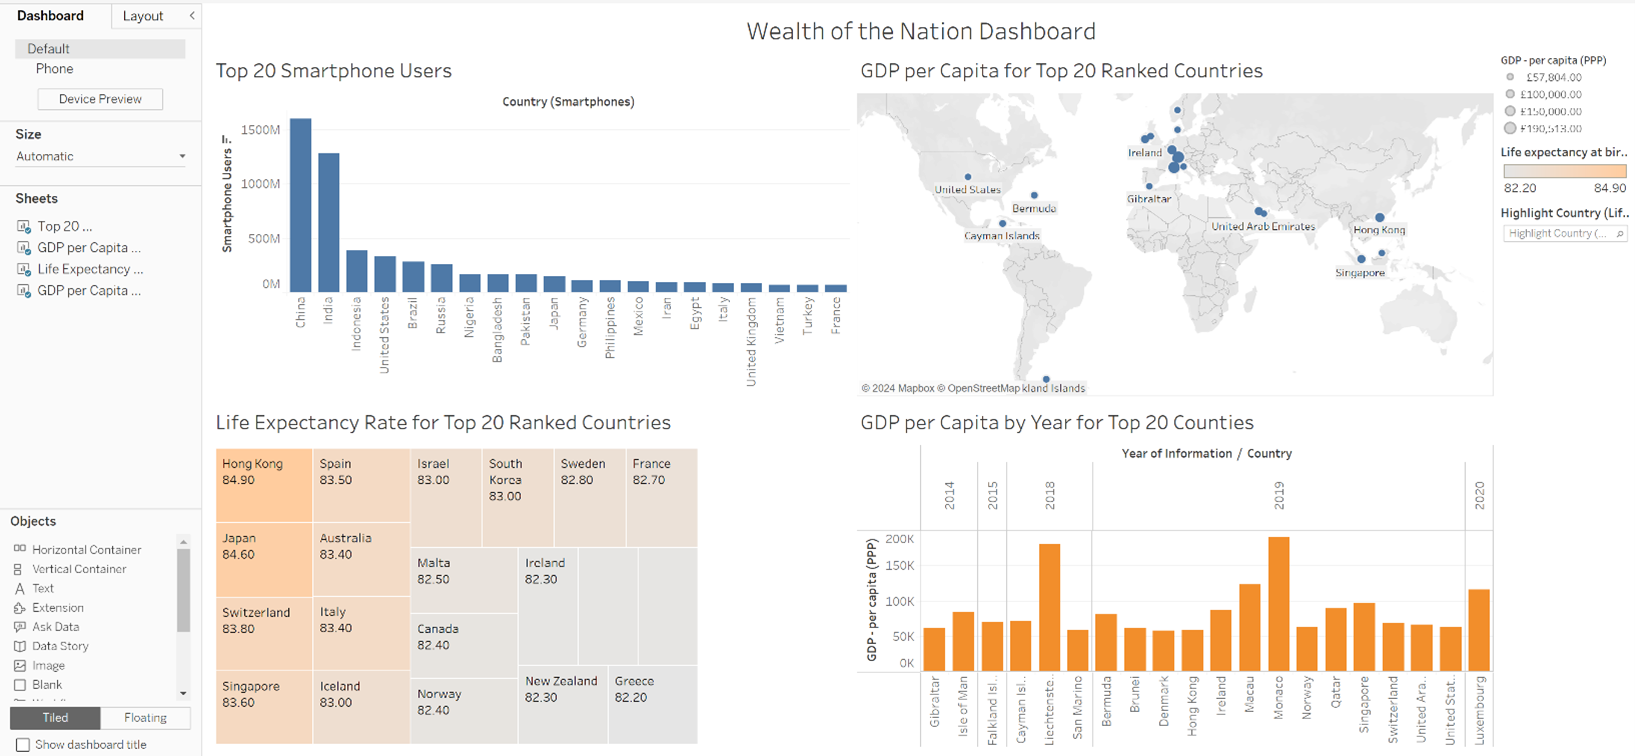 Dashboard
Layout
<
Default
Phone
Device Preview
Size
Automatic
Sheets
Top 20 ...
GDP per Capita ...
Life Expectancy ...
GDP per Capita ...
Objects
Horizontal Container
Vertical Container
Text
Extension
Ask Data
Data Story
Image
Blank
Tiled
Floating
Show dashboard title
Wealth of the Nation Dashboard
Top 20 Smartphone Users
Country (Smartphones)
Smartphone Users
1500M
1000M
500M
0M
China
India
Indonesia
United States
Brazil
Russia
Nigeria
Bangladesh
Pakistan
Japan
Germany
Philippines
Mexico
Iran
Egypt
Italy
United Kingdom
Vietnam
Turkey
France
GDP per Capita for Top 20 Ranked Countries
Ireland
United States
Gibraltar
Bermuda
United Arab Emirates
Hong Kong
Cayman Islands
Singapore
© 2024 Mapbox © OpenStreetMap
kland Islands
GDP - per capita (PPP)
£57,804.00
£100,000.00
£150,000.00
£190,513.00
Life expectancy at bir..
82.20
84.90
Highlight Country (Lif..
Highlight Country (...
Life Expectancy Rate for Top 20 Ranked Countries
Hong Kong
84.90
Japan
84.60
Switzerland
83.80
Singapore
83.60
Spain
83.50
Australia
83.40
Italy
83.40
Iceland
83.00
Israel
83.00
South
Korea
83.00
Sweden
82.80
France
82.70
Malta
82.50
Canada
82.40
Norway
82.40
Ireland
82.30
New Zealand
82.30
Greece
82.20
GDP per Capita by Year for Top 20 Counties
Year of Information / Country
2014
2015
2018
2019
2020
GDP - per capita (PPP)
200K
150K
100K
50K
0K
Gibraltar
Isle of Man
Falkland Isl..
Cayman Isl..
Liechtenste..
San Marino
Bermuda
Brunei
Denmark
Hong Kong
Ireland
Macau
Monaco
Norway
Qatar
Singapore
Switzerland
United Ara..
United Stat..
Luxembourg